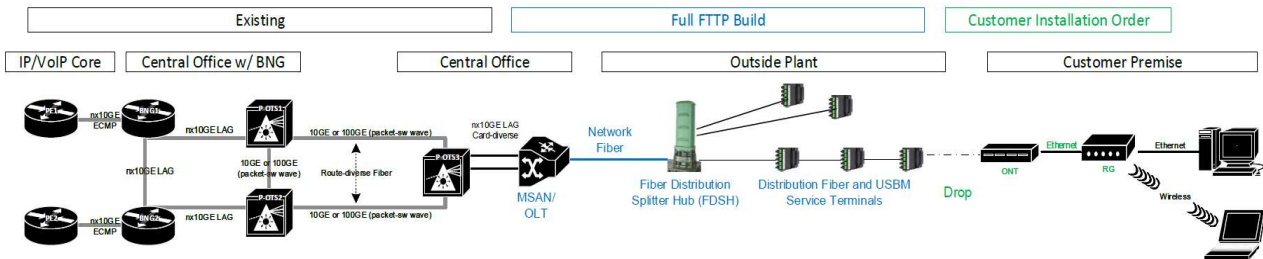 Existing
Full FTTP Build
Customer Installation Order
IP/VoIP Core
Central Office w/ BNG
Central Office
Outside Plant
Customer Premise
PE1
nx10GE
ECMP
BNG1
nx10GE LAG
P-OTS1
10GE or 100GE (packet-sw wave)
nx10GE LAG
Card-diverse
nx10GE LAG
10GE or 100GE
(packet-sw wave)
Route-diverse Fiber
P-OTS3
MSAN/
OLT
Network
Fiber
Fiber Distribution
Splitter Hub (FDSH)
Distribution Fiber and USBM
Service Terminals
Drop
ONT
Ethernet
RG
Ethernet
Wireless
PE2
nx10GE
ECMP
BNG2
nx10GE LAG
P-OTS2
10GE or 100GE (packet-sw wave)